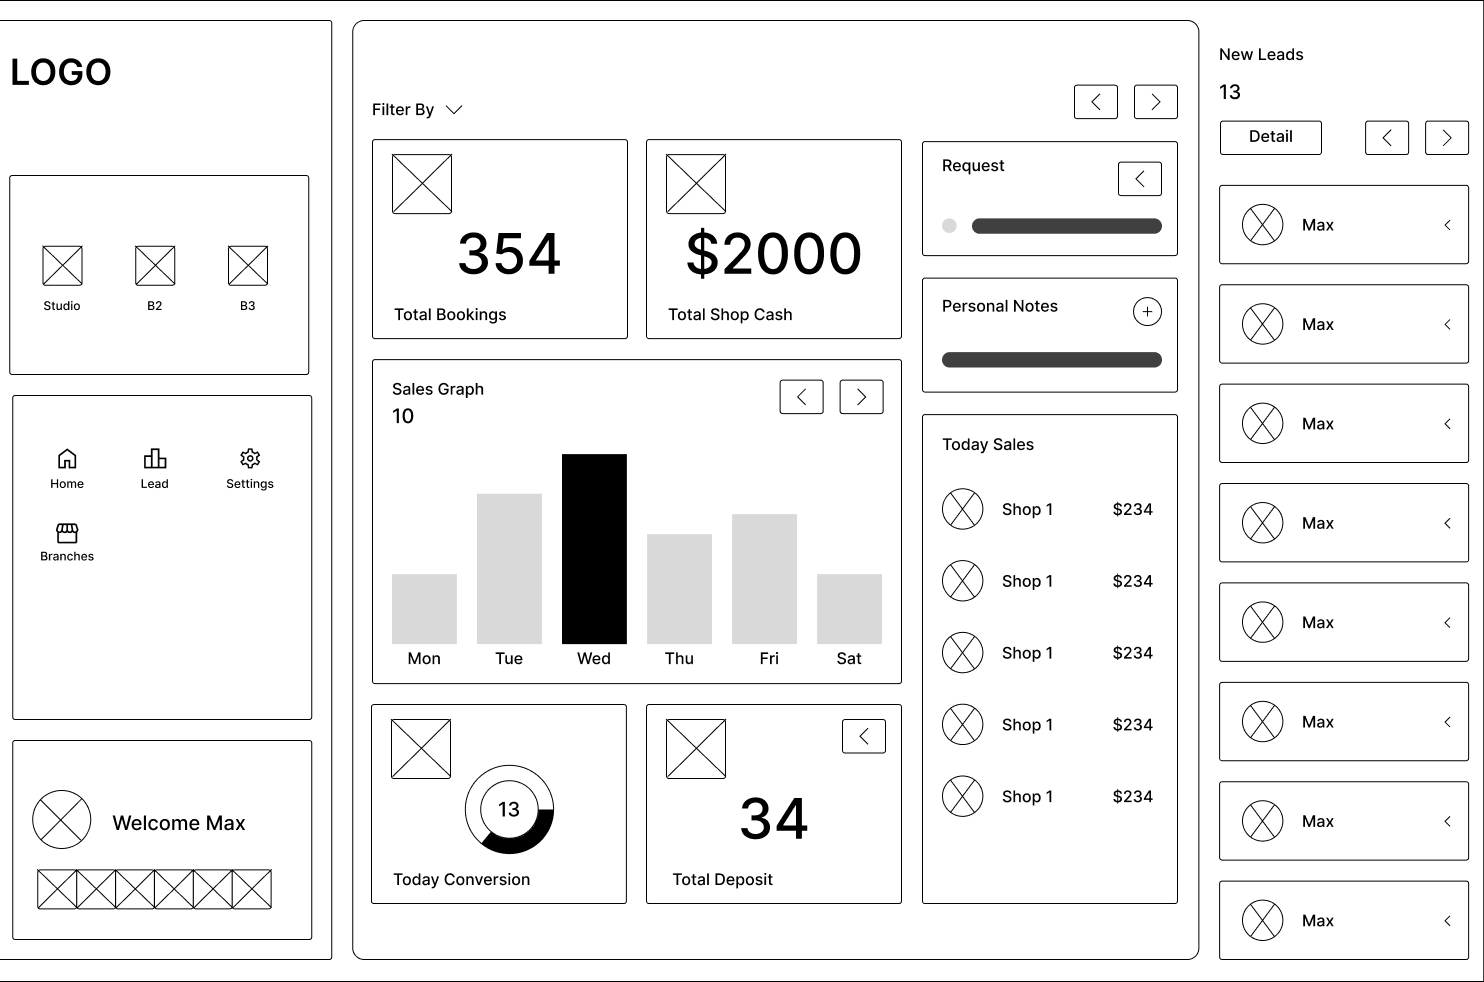 LOGO
Studio B2 B3
Home Lead Settings
Branches
Welcome Max
Filter By
354
Total Bookings
$2000
Total Shop Cash
Sales Graph
10
Mon Tue Wed Thu Fri Sat
13
Today Conversion
34
Total Deposit
Request
Personal Notes
Today Sales
Shop 1 $234
Shop 1 $234
Shop 1 $234
Shop 1 $234
Shop 1 $234
New Leads
13
Detail
Max
Max
Max
Max
Max
Max
Max
Max